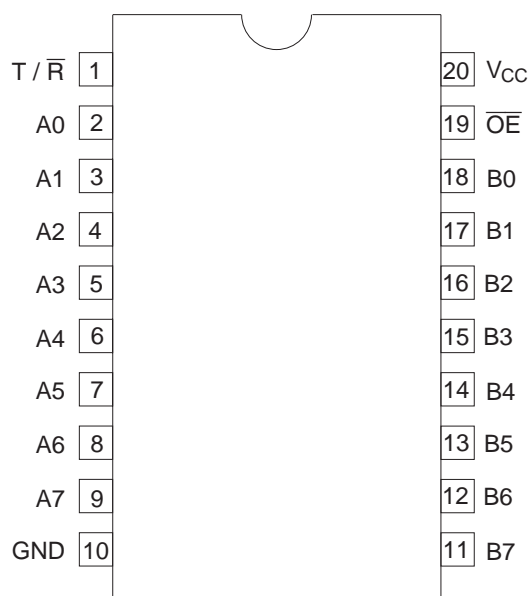 T / R̅ 1 20 VCC
A0 2 19 O̅E̅
A1 3 18 B0
A2 4 17 B1
A3 5 16 B2
A4 6 15 B3
A5 7 14 B4
A6 8 13 B5
A7 9 12 B6
GND 10 11 B7